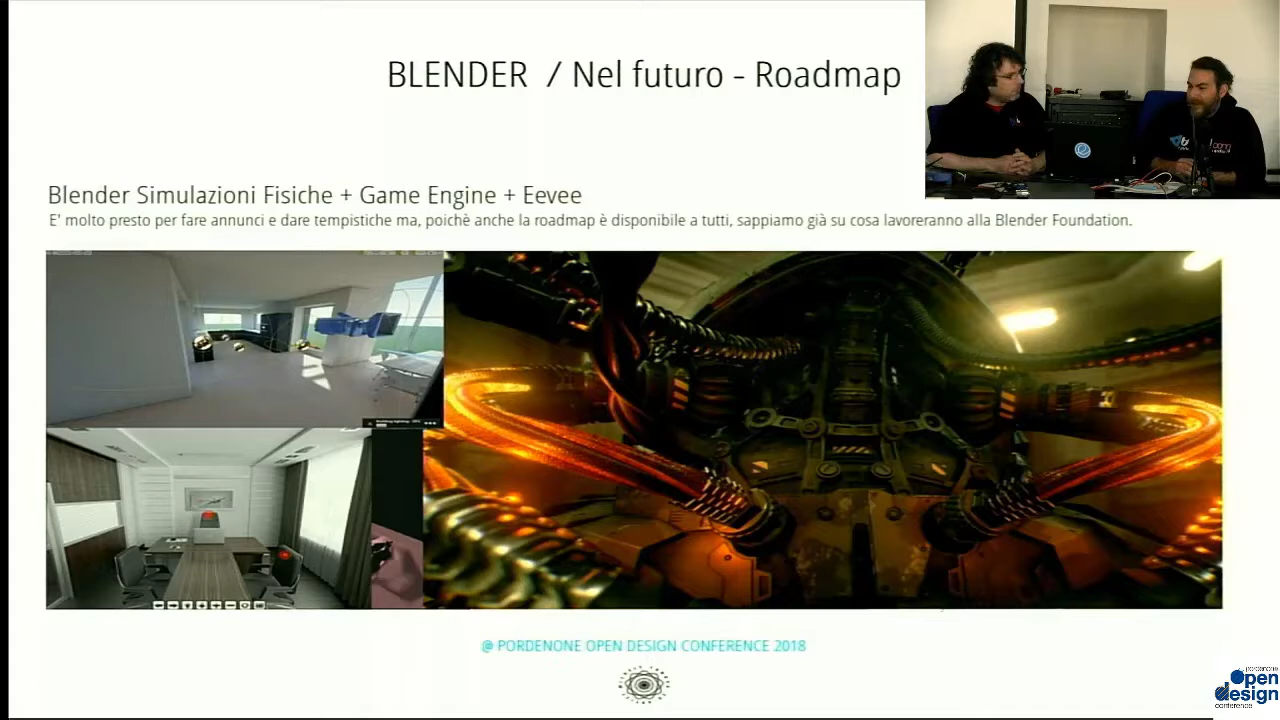 BLENDER / Nel futuro - Roadmap
Blender Simulazioni Fisiche + Game Engine + Eevee
E' molto presto per fare annunci e dare tempistiche ma, poichè anche la roadmap è disponibile a tutti, sappiamo già su cosa lavoreranno alla Blender Foundation.
@ PORDENONE OPEN DESIGN CONFERENCE 2018
pordenone
open
design
conference